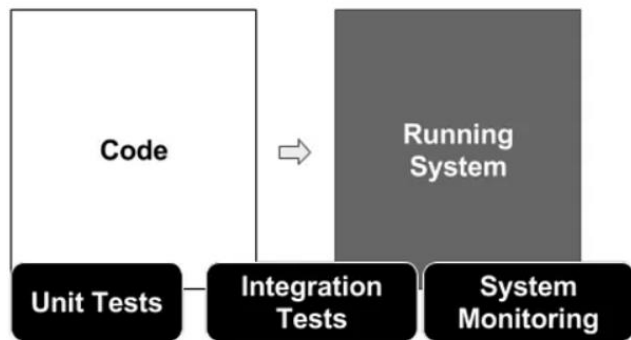 Code
Running
System
Unit Tests
Integration
Tests
System
Monitoring